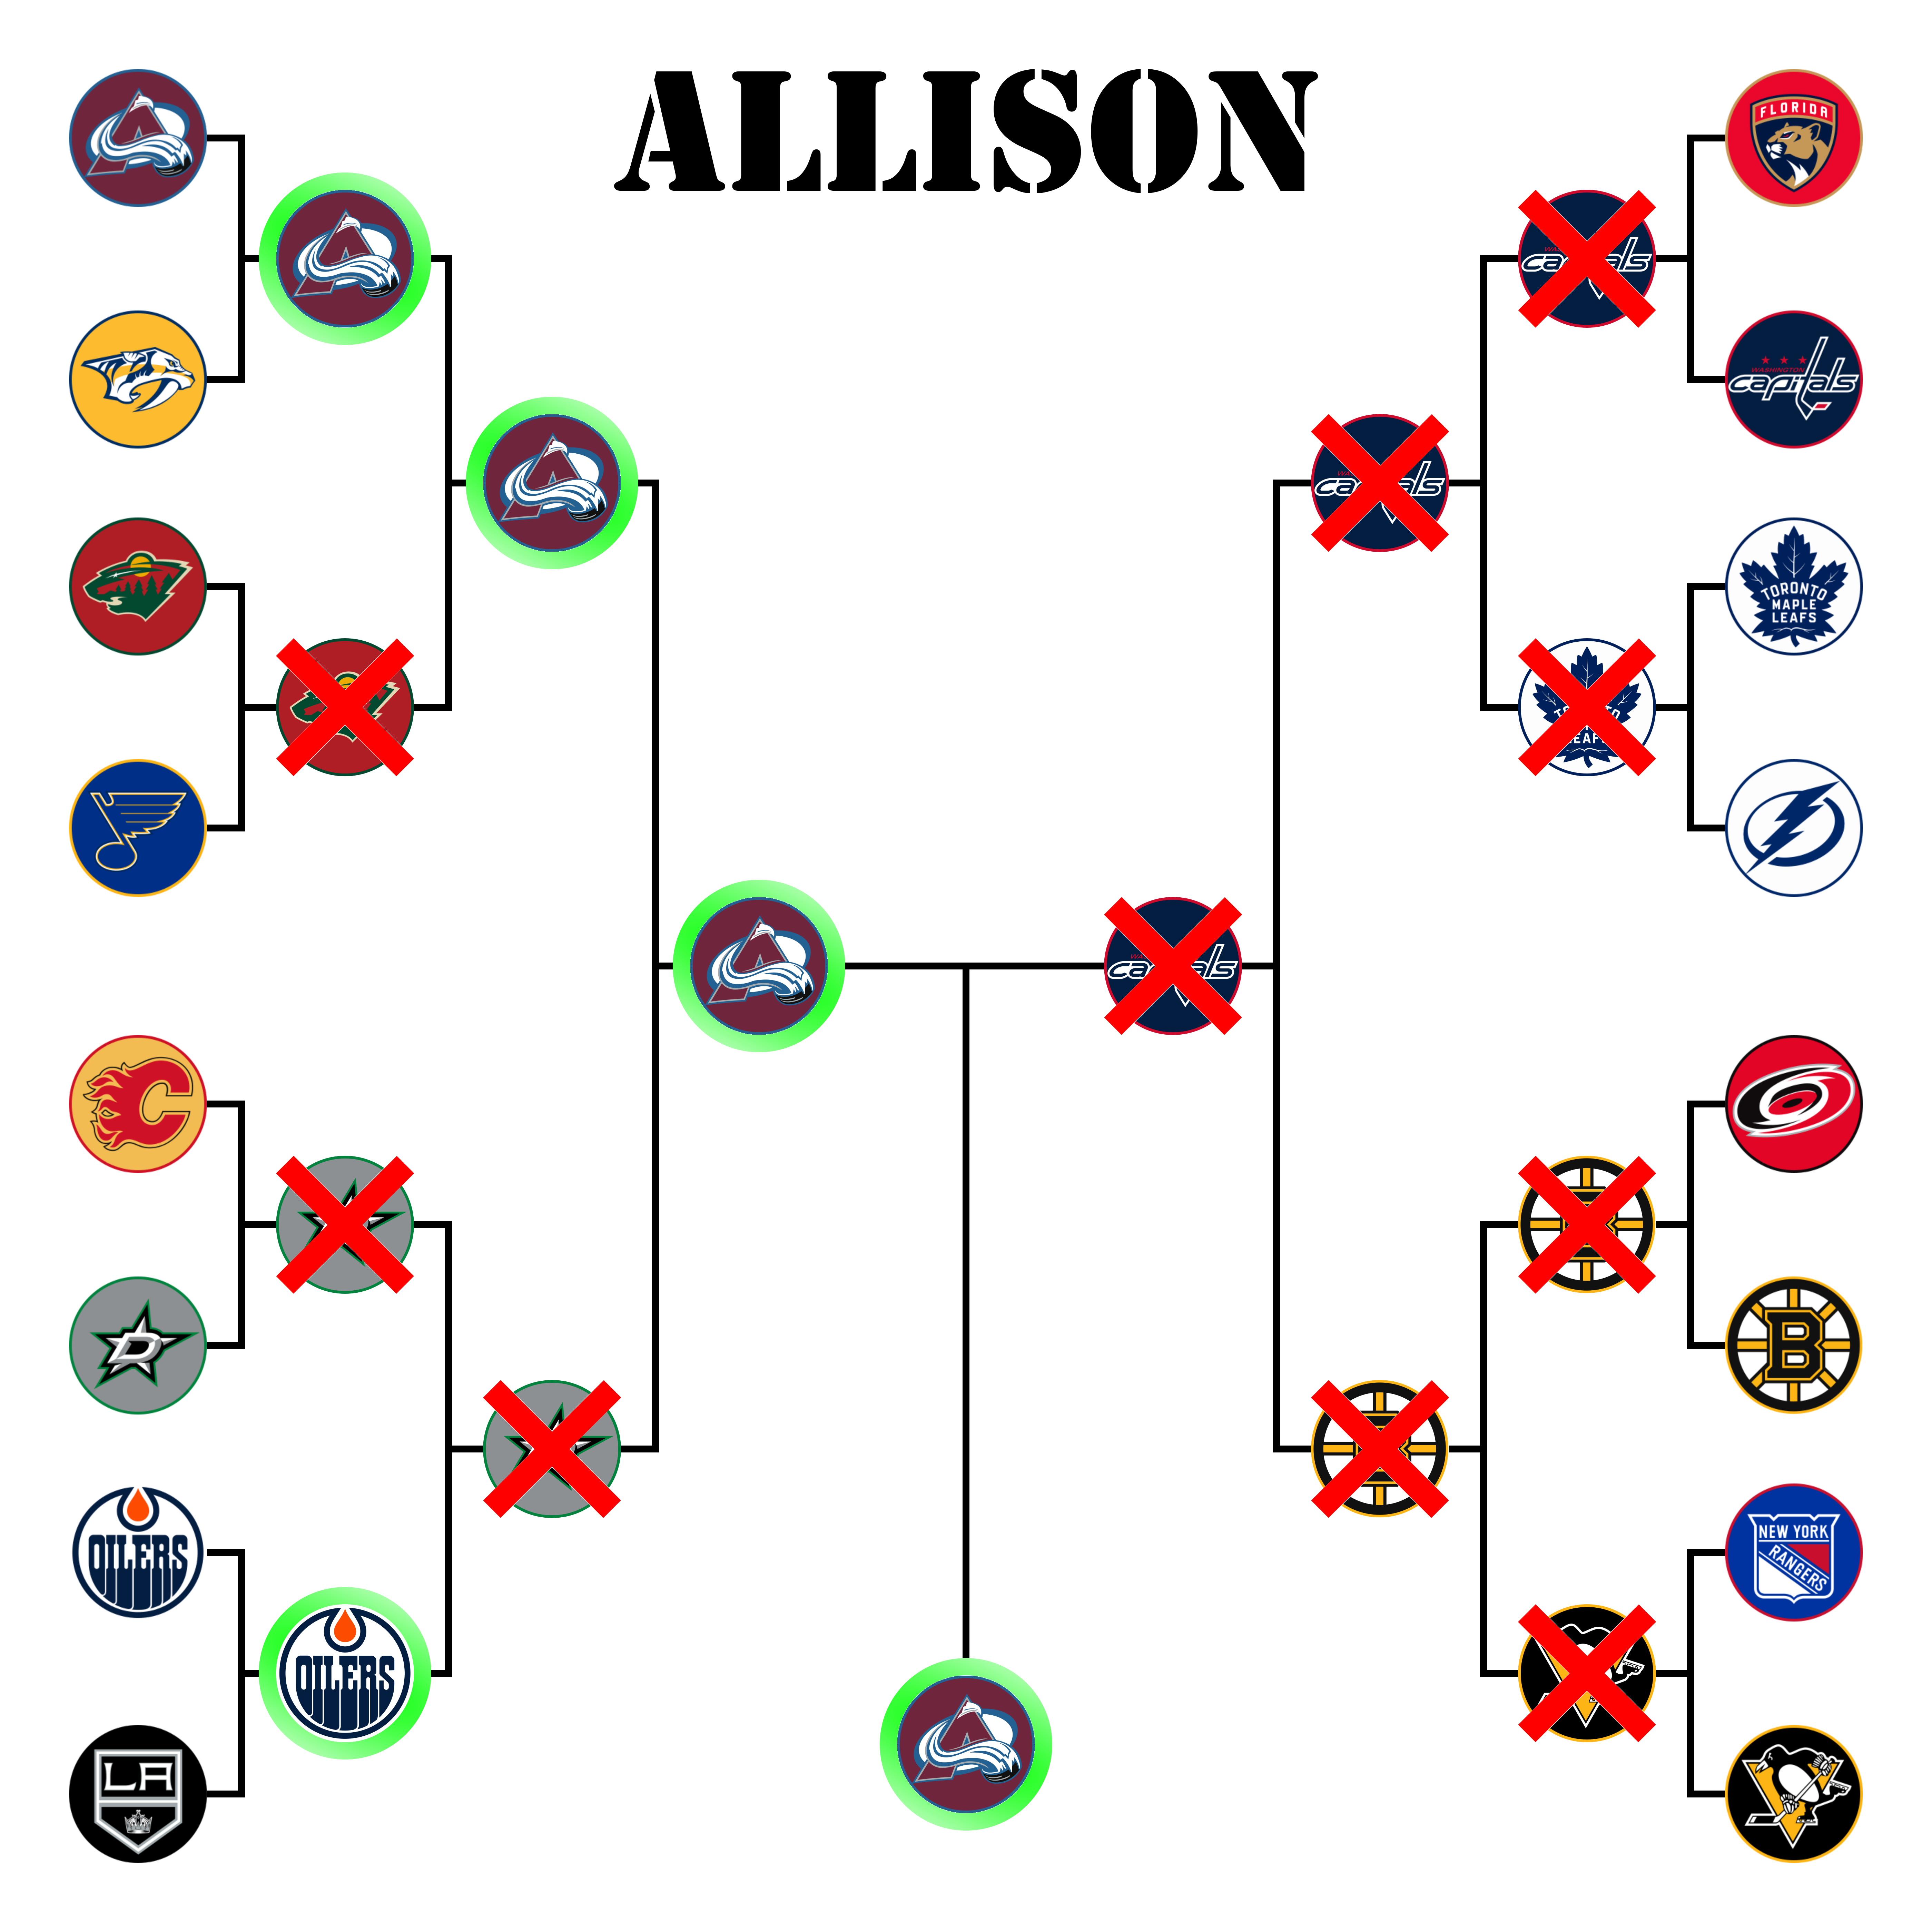 ALLISON
FLORIDA
WASHINGTON
capitals
TORONTO
MAPLE
LEAFS
B
OILERS
OILERS
NEW YORK
RANGERS
LA